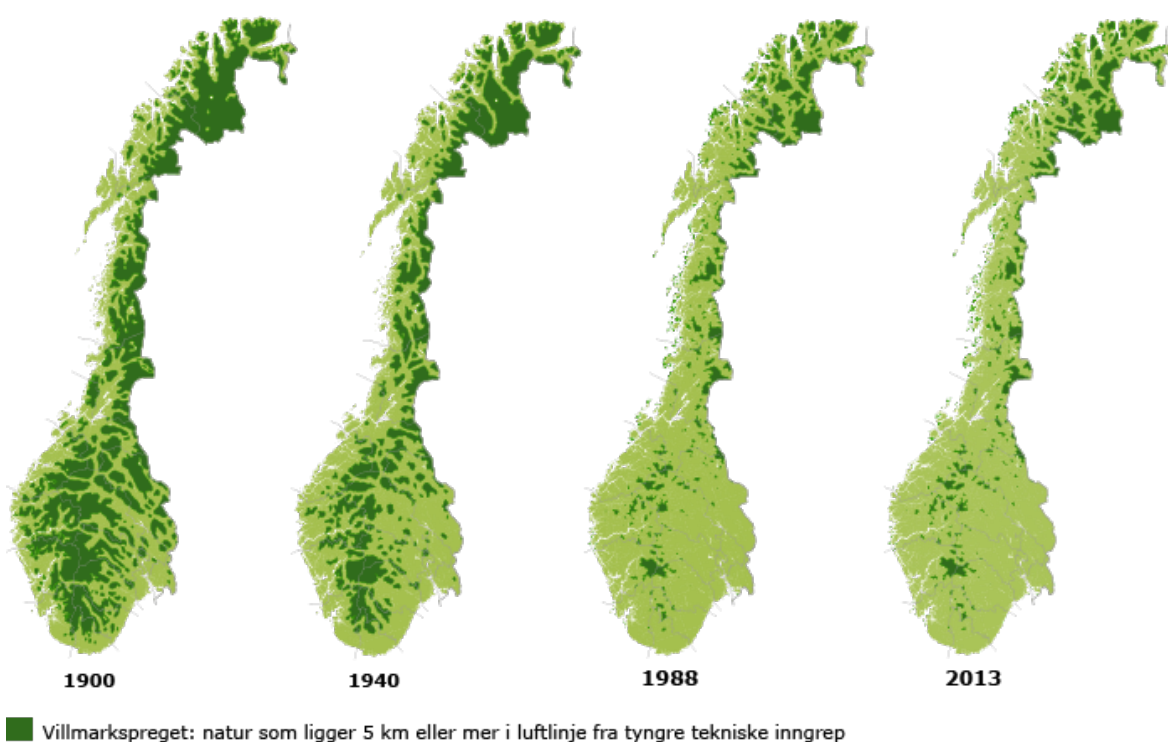 1900
1940
1988
2013
Villmarkspreget: natur som ligger 5 km eller mer i luftlinje fra tyngre tekniske inngrep